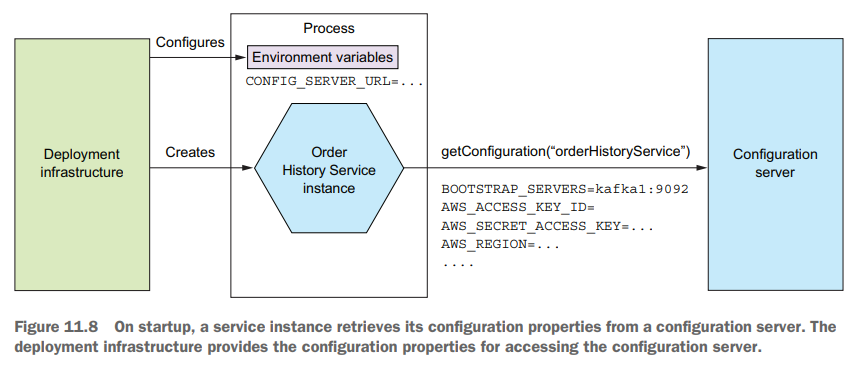 Process
Configures
Environment variables
CONFIG_SERVER_URL=...
Deployment
infrastructure
Creates
Order
History Service
instance
getConfiguration(“orderHistoryService”)
BOOTSTRAP_SERVERS=kafka1:9092
AWS_ACCESS_KEY_ID=
AWS_SECRET_ACCESS_KEY=...
AWS_REGION=...
....
Configuration
server
Figure 11.8 On startup, a service instance retrieves its configuration properties from a configuration server. The
deployment infrastructure provides the configuration properties for accessing the configuration server.